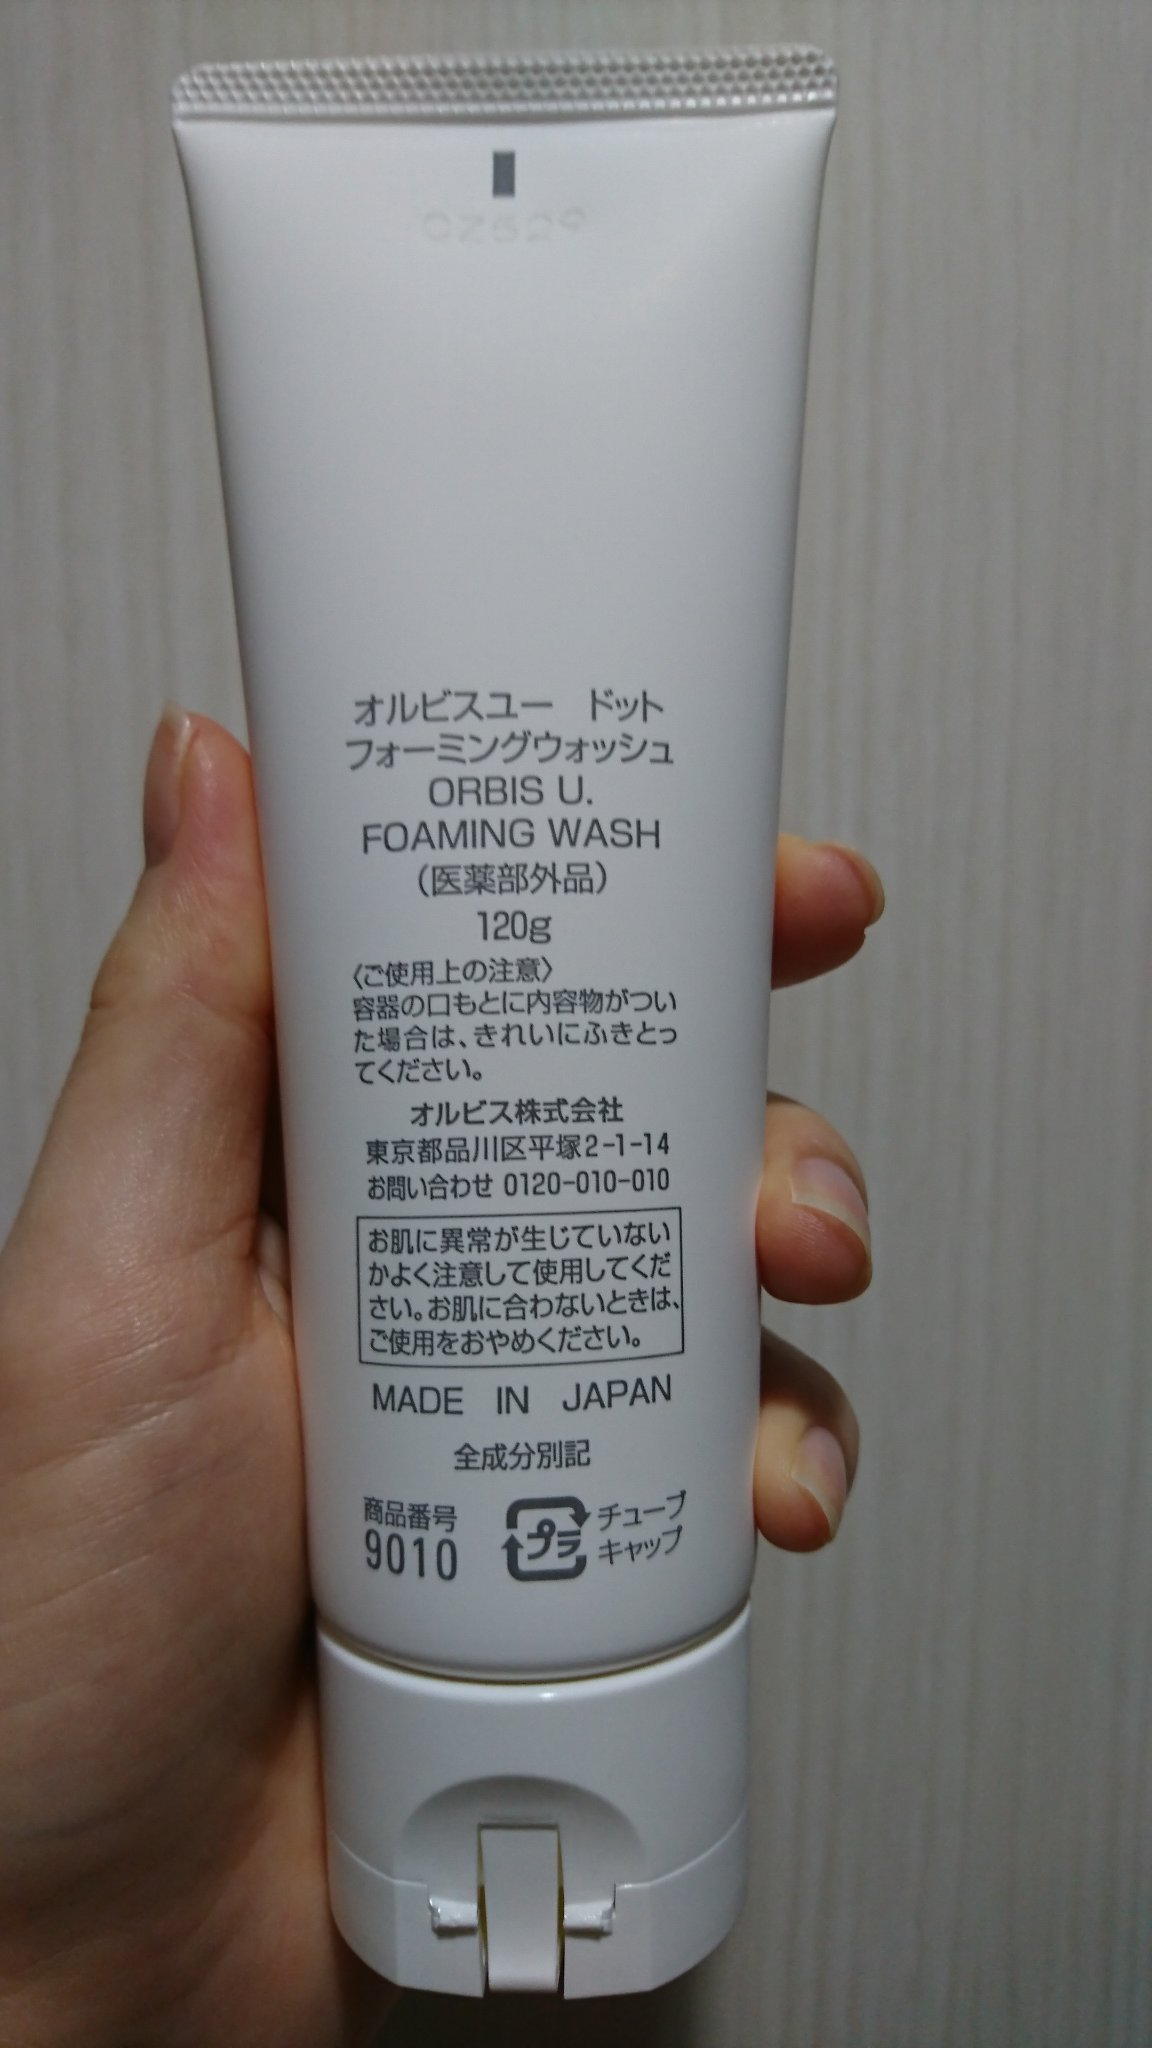 オルビスユー ドット
フォーミングウォッシュ
ORBIS U.
FOAMING WASH
(医薬部外品)
120g
〈ご使用上の注意〉
容器の口もとに内容物がつい
た場合は、きれいにふきとっ
てください。
オルビス株式会社
東京都品川区平塚2-1-14
お問い合わせ 0120-010-010
お肌に異常が生じていない
かよく注意して使用してくだ
さい。お肌に合わないときは、
ご使用をおやめください。
MADE IN JAPAN
全成分別記
商品番号
9010
プラ
チューブ
キャップ